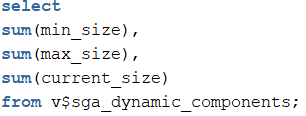 select
sum(min_size),
sum(max_size),
sum(current_size)
from v$sga_dynamic_components;